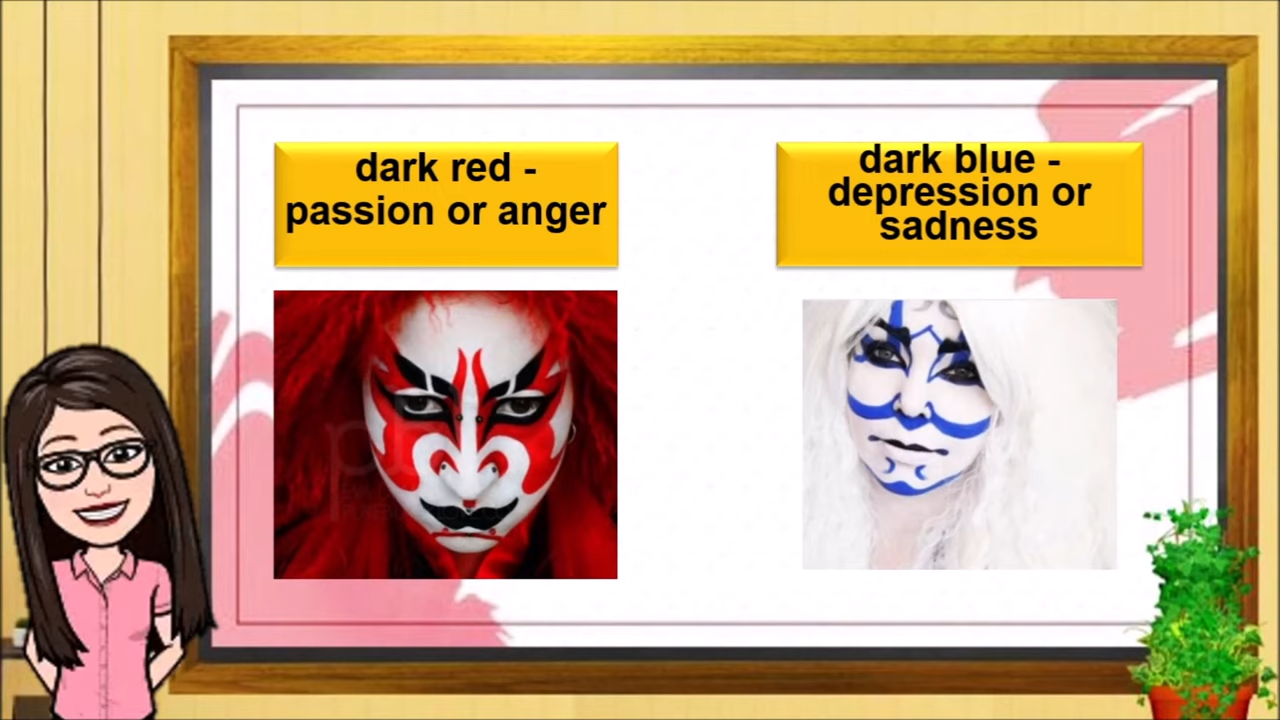 dark red -
passion or anger
dark blue -
depression or
sadness